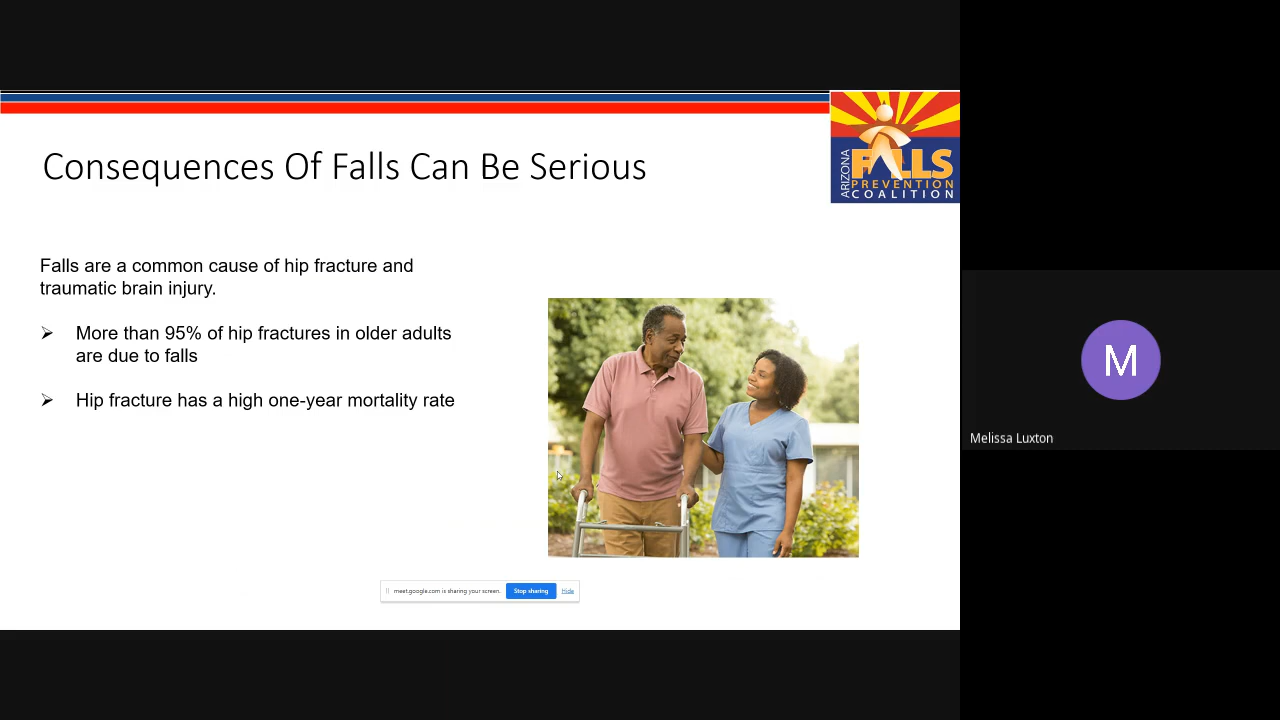 Consequences Of Falls Can Be Serious
ARIZONA
FALLS
PREVENTION
COALITION
Falls are a common cause of hip fracture and
traumatic brain injury.
➢ More than 95% of hip fractures in older adults
are due to falls
➢ Hip fracture has a high one-year mortality rate
meet.google.com is sharing your screen.
Stop sharing
Hide
M
Melissa Luxton